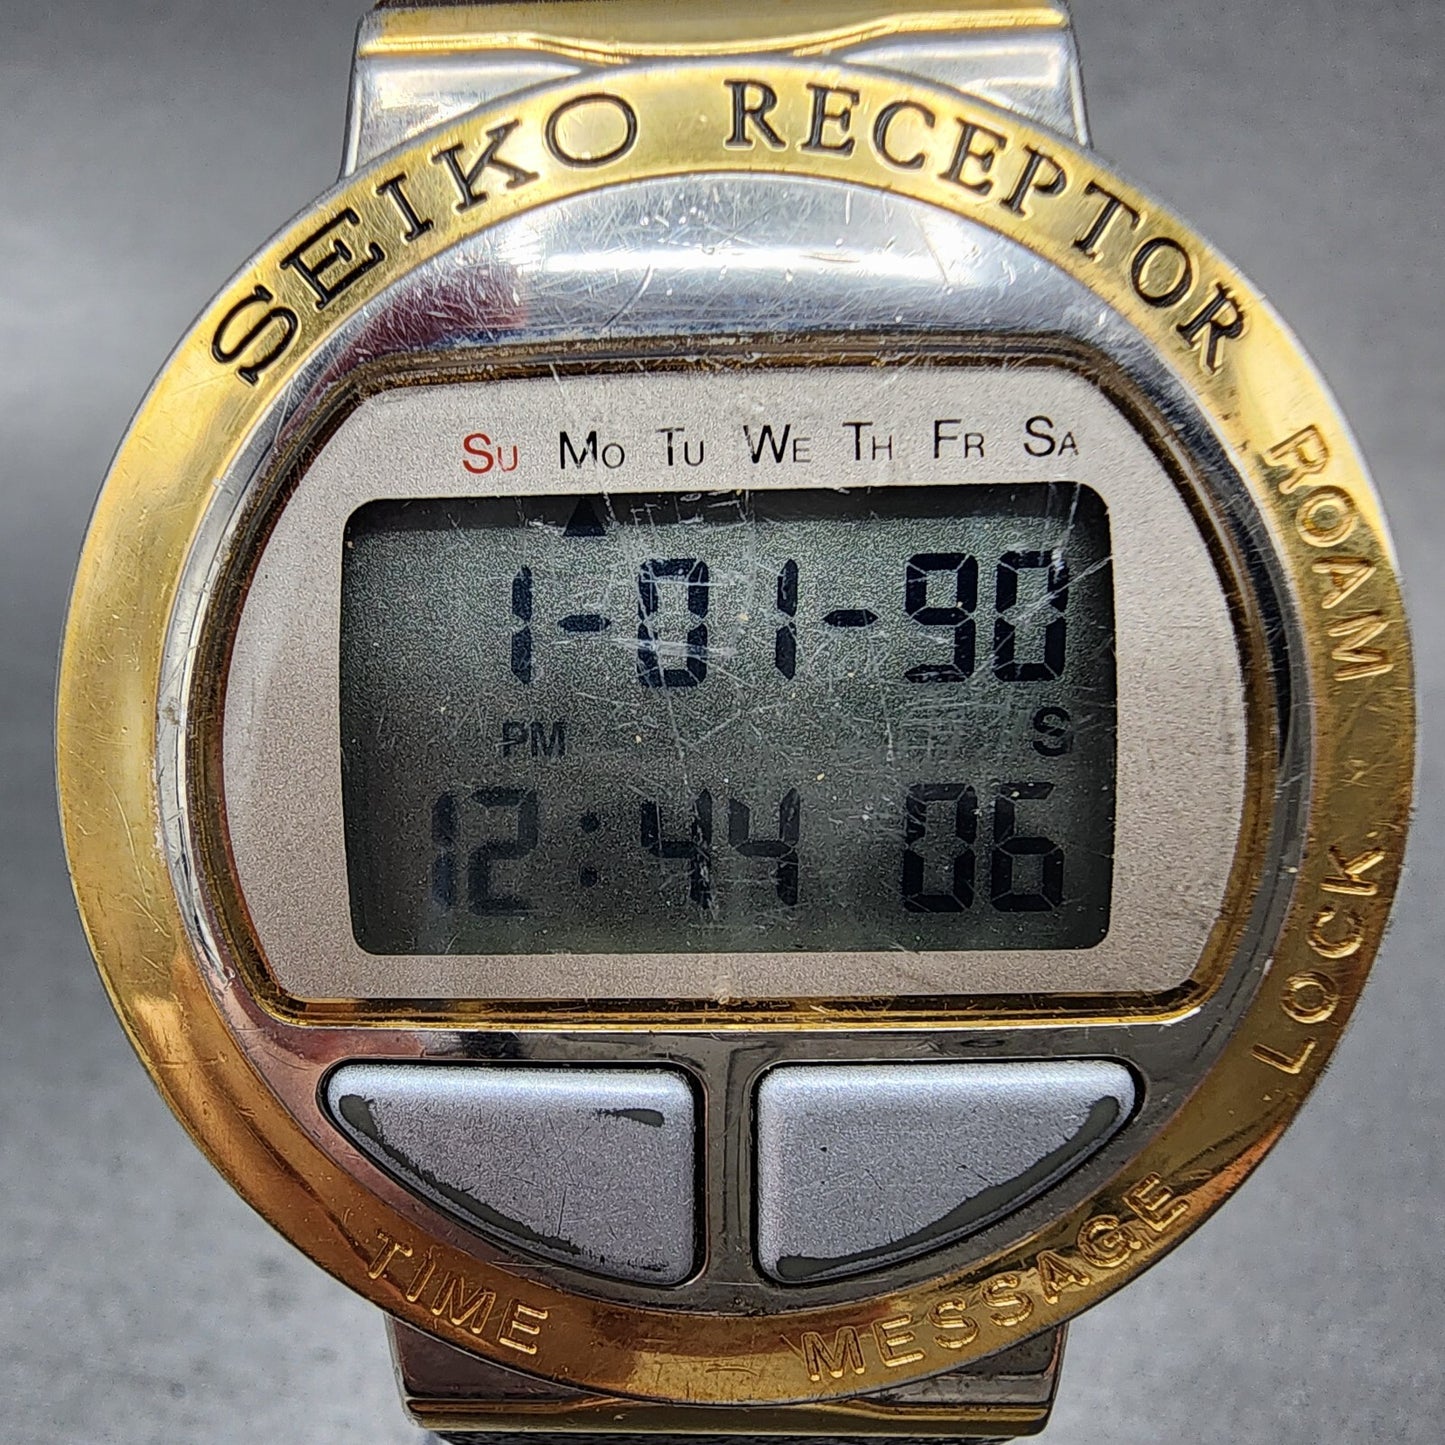 SEIKO RECEPTOR
ROAM
SU MO TU WE TH FR SA
1-01-90
PM S
12:44 06
LOCK
TIME MESSAGE